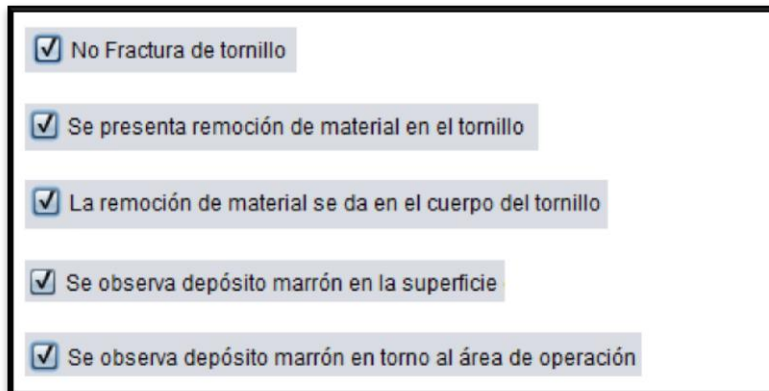 No Fractura de tornillo
Se presenta remoción de material en el tornillo
La remoción de material se da en el cuerpo del tornillo
Se observa depósito marrón en la superficie
Se observa depósito marrón en torno al área de operación